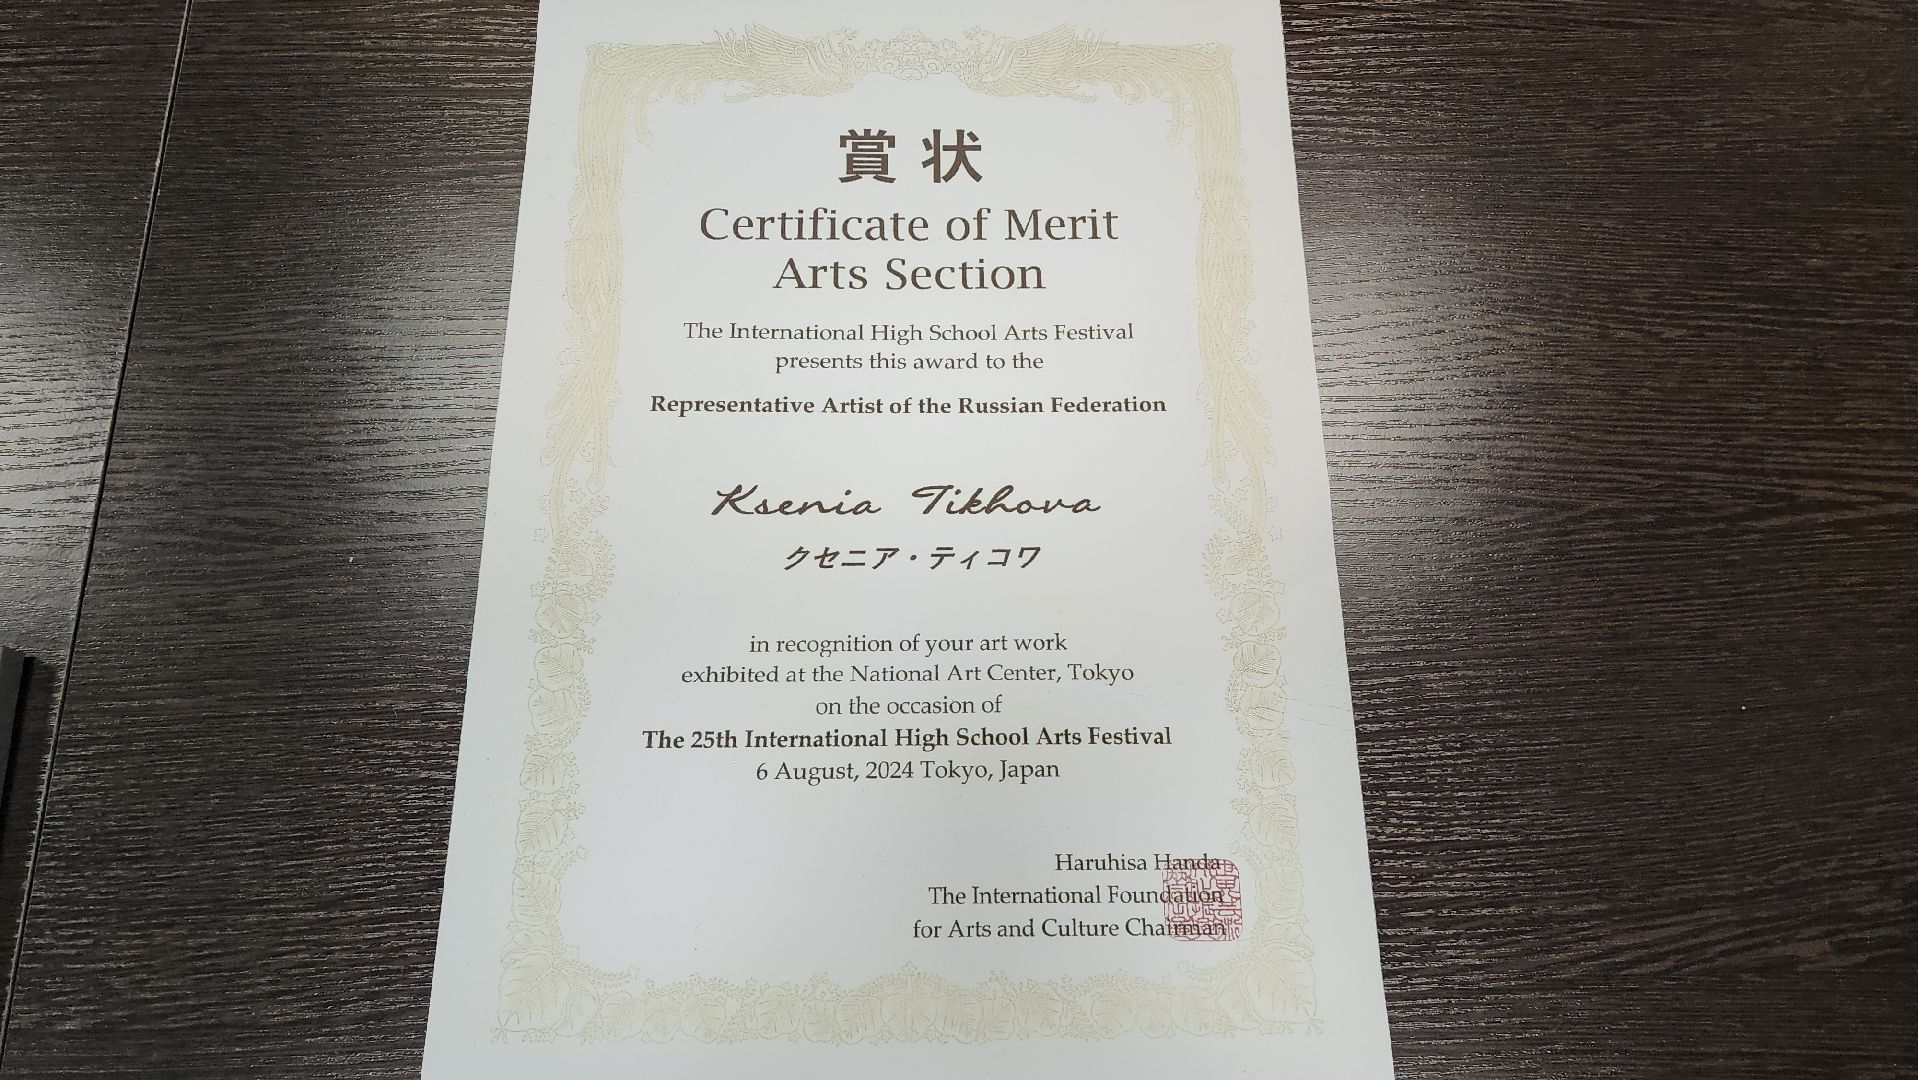 賞状
Certificate of Merit
Arts Section
The International High School Arts Festival
presents this award to the
Representative Artist of the Russian Federation
Ksenia Tikhova
クセニア・ティコワ
in recognition of your art work
exhibited at the National Art Center, Tokyo
on the occasion of
The 25th International High School Arts Festival
6 August, 2024 Tokyo, Japan
Haruhisa Handa
The International Foundation
for Arts and Culture Chairman